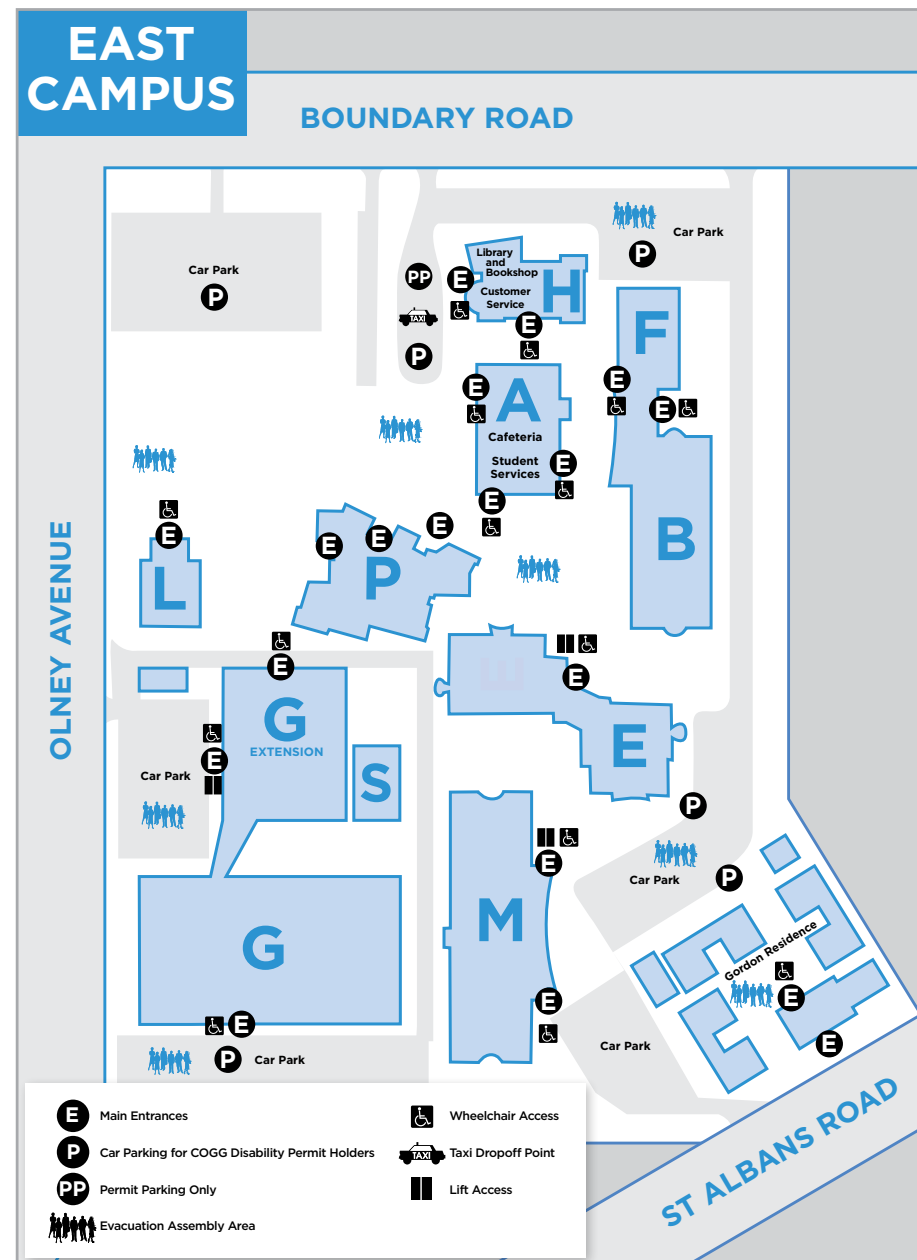 EAST
CAMPUS
BOUNDARY ROAD
OLNEY AVENUE
ST ALBANS ROAD
Car Park
P
PP
TAXI
P
Library
and
Bookshop
Customer
Service
H
E
E
Car Park
P
F
E
E
B
A
Cafeteria
Student
Services
E
E
E
L
E
P
E
E
E
E
E
E
G
EXTENSION
E
E
S
Car Park
G
E
P
Car Park
M
E
E
P
Car Park
P
Car Park
Gordon Residence
E
E
E Main Entrances
P Car Parking for COGG Disability Permit Holders
PP Permit Parking Only
Evacuation Assembly Area
Wheelchair Access
TAXI Taxi Dropoff Point
Lift Access